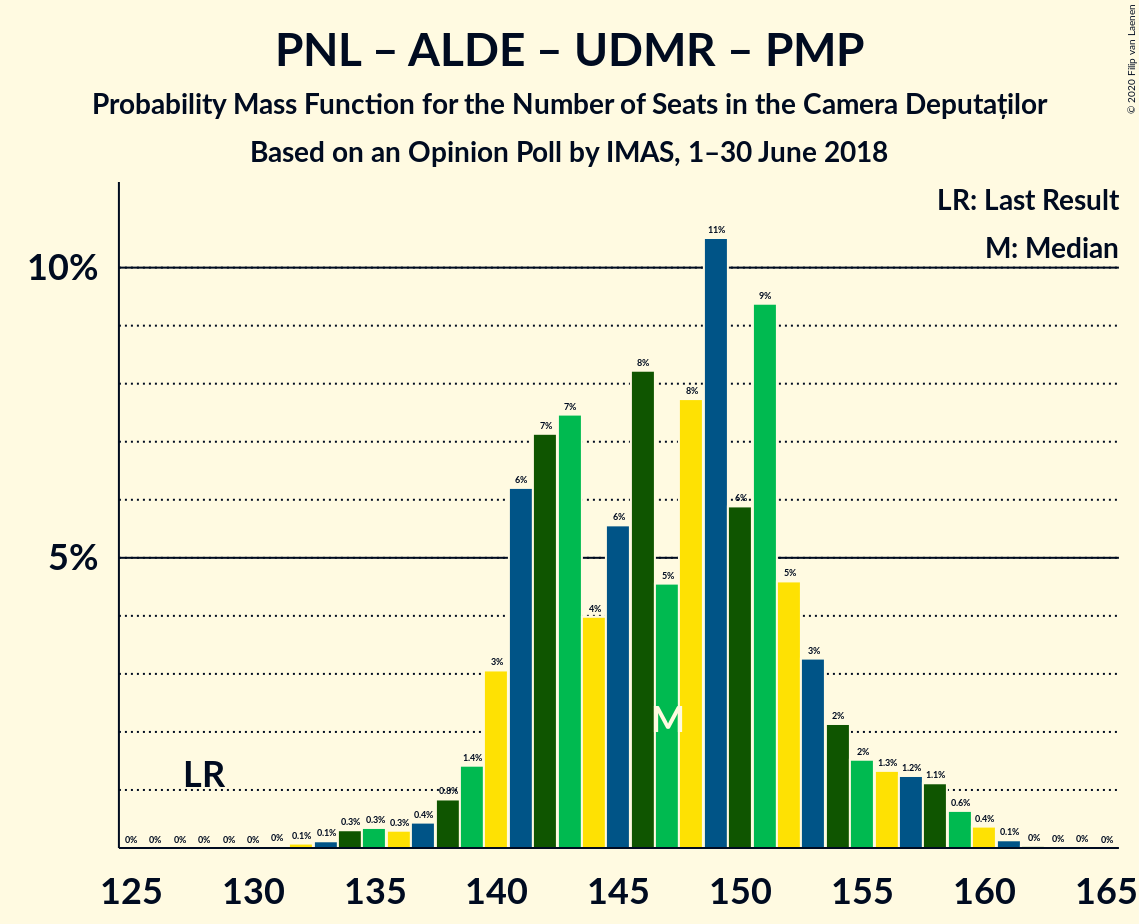 PNL – ALDE – UDMR – PMP
Probability Mass Function for the Number of Seats in the Camera Deputaților
Based on an Opinion Poll by IMAS, 1–30 June 2018
© 2020 Filip van Laenen
LR: Last Result
M: Median
10%
5%
0% 0% 0% 0% 0% 0% 0% 0.1% 0.1% 0.3% 0.3% 0.3% 0.4% 0.8% 1.4% 3% 6% 7% 7% 4% 6% 8% 5% 8% 11% 6% 9% 5% 3% 2% 2% 1.3% 1.2% 1.1% 0.6% 0.4% 0.1% 0% 0% 0% 0%
LR
M
125 130 135 140 145 150 155 160 165